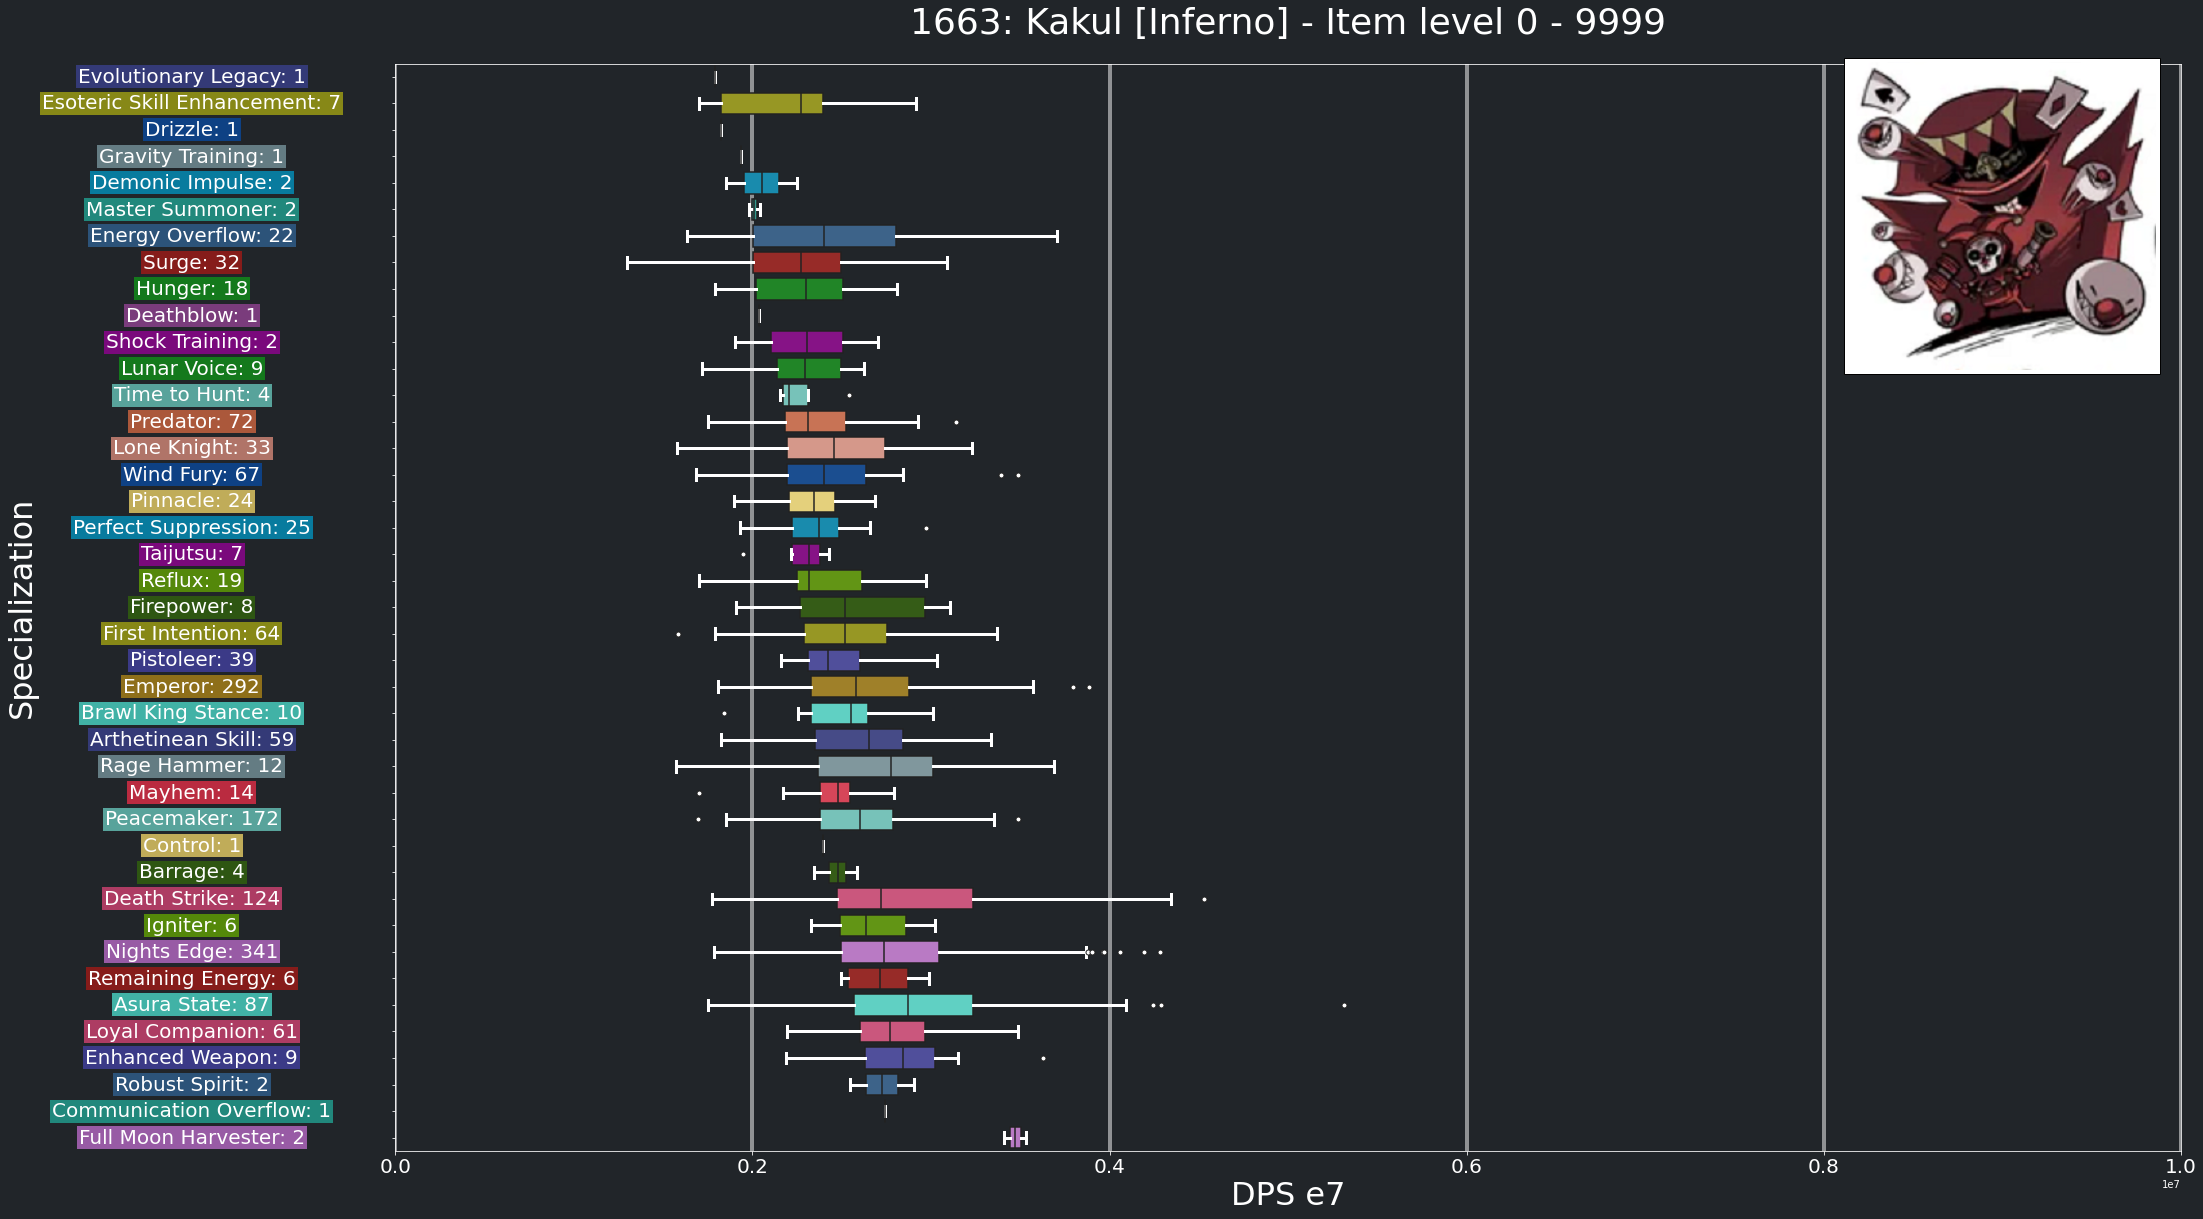 1663: Kakul [Inferno] - Item level 0 - 9999
Specialization
Evolutionary Legacy: 1
Esoteric Skill Enhancement: 7
Drizzle: 1
Gravity Training: 1
Demonic Impulse: 2
Master Summoner: 2
Energy Overflow: 22
Surge: 32
Hunger: 18
Deathblow: 1
Shock Training: 2
Lunar Voice: 9
Time to Hunt: 4
Predator: 72
Lone Knight: 33
Wind Fury: 67
Pinnacle: 24
Perfect Suppression: 25
Taijutsu: 7
Reflux: 19
Firepower: 8
First Intention: 64
Pistoleer: 39
Emperor: 292
Brawl King Stance: 10
Arthetinean Skill: 59
Rage Hammer: 12
Mayhem: 14
Peacemaker: 172
Control: 1
Barrage: 4
Death Strike: 124
Igniter: 6
Nights Edge: 341
Remaining Energy: 6
Asura State: 87
Loyal Companion: 61
Enhanced Weapon: 9
Robust Spirit: 2
Communication Overflow: 1
Full Moon Harvester: 2
0.0 0.2 0.4 0.6 0.8 1.0
1e7
DPS e7